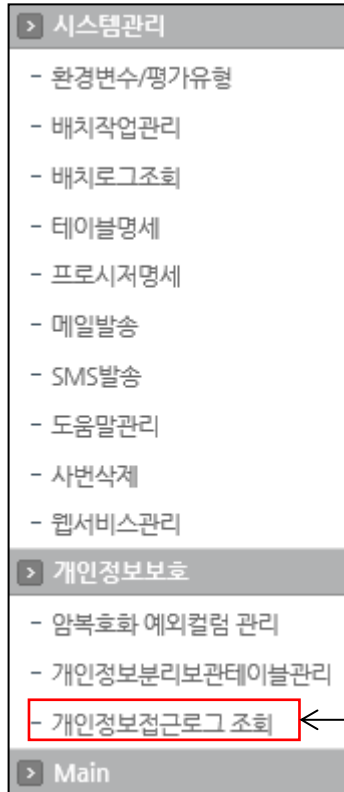 시스템관리
- 환경변수/평가유형
- 배치작업관리
- 배치로그조회
- 테이블명세
- 프로시저명세
- 메일발송
- SMS발송
- 도움말관리
- 사번삭제
- 웹서비스관리
개인정보보호
- 암복호화 예외컬럼 관리
- 개인정보분리보관테이블관리
- 개인정보접근로그 조회
Main